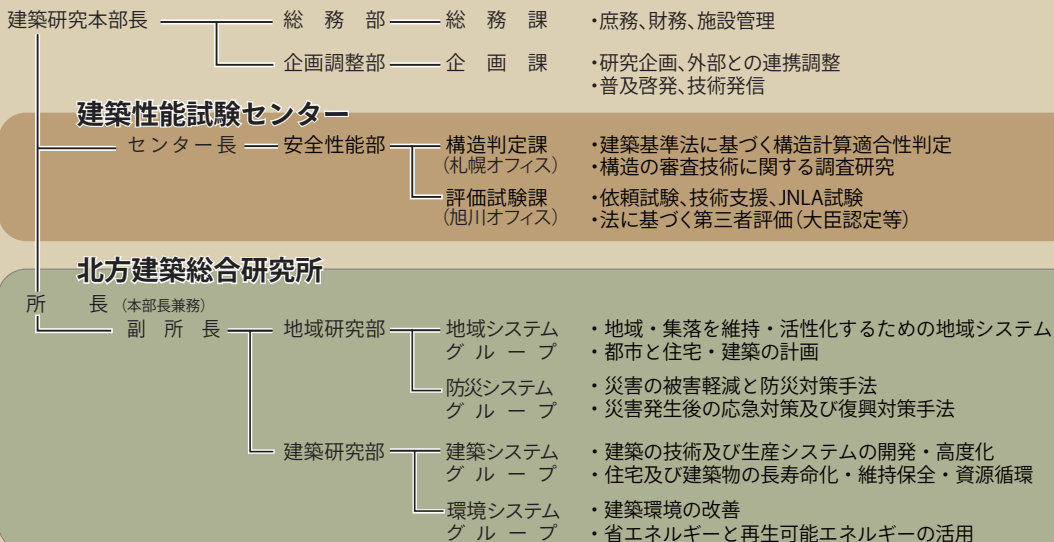 建築研究本部長 総務部 総務課 ・庶務、財務、施設管理
企画調整部 企画課 ・研究企画、外部との連携調整
・普及啓発、技術発信
建築性能試験センター
センター長 安全性能部 構造判定課 ・建築基準法に基づく構造計算適合性判定
(札幌オフィス) ・構造の審査技術に関する調査研究
評価試験課 ・依頼試験、技術支援、JNLA試験
(旭川オフィス) ・法に基づく第三者評価(大臣認定等)
北方建築総合研究所
所長(本部長兼務)
副所長 地域研究部 地域システム ・地域・集落を維持・活性化するための地域システム
グループ ・都市と住宅・建築の計画
防災システム ・災害の被害軽減と防災対策手法
グループ ・災害発生後の応急対策及び復興対策手法
建築研究部 建築システム ・建築の技術及び生産システムの開発・高度化
グループ ・住宅及び建築物の長寿命化・維持保全・資源循環
環境システム ・建築環境の改善
グループ ・省エネルギーと再生可能エネルギーの活用